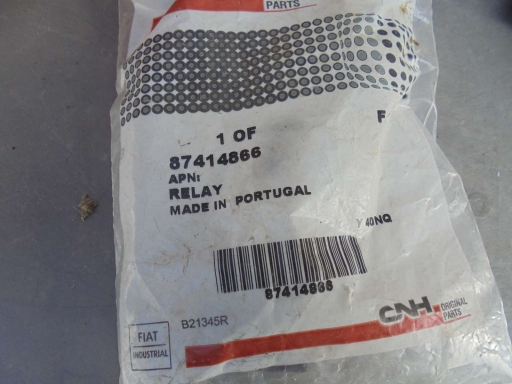 PARTS
1 OF
F
87414866
APN:
RELAY
MADE IN PORTUGAL
40NQ
87414866
B21345R
FIAT
INDUSTRIAL
CNH
ORIGINAL
PARTS